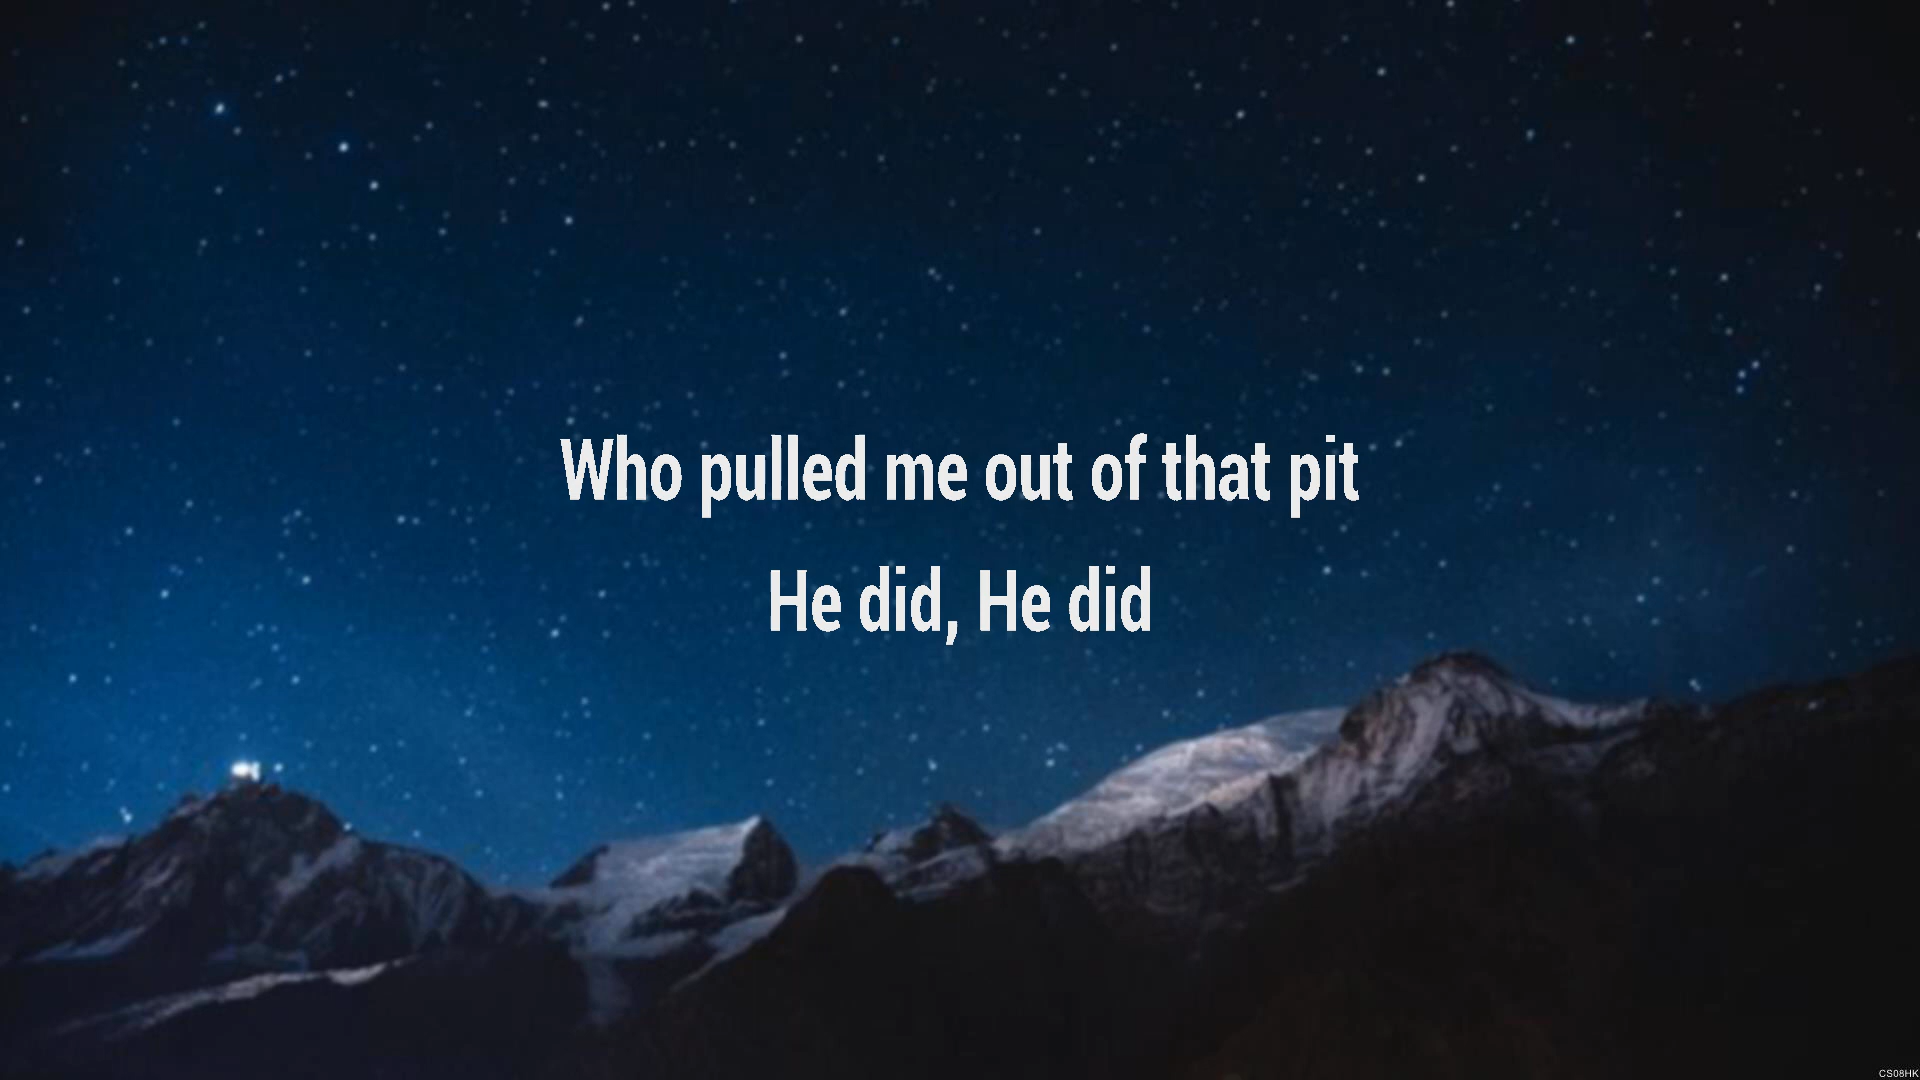 Who pulled me out of that pit
He did, He did
CS08HK